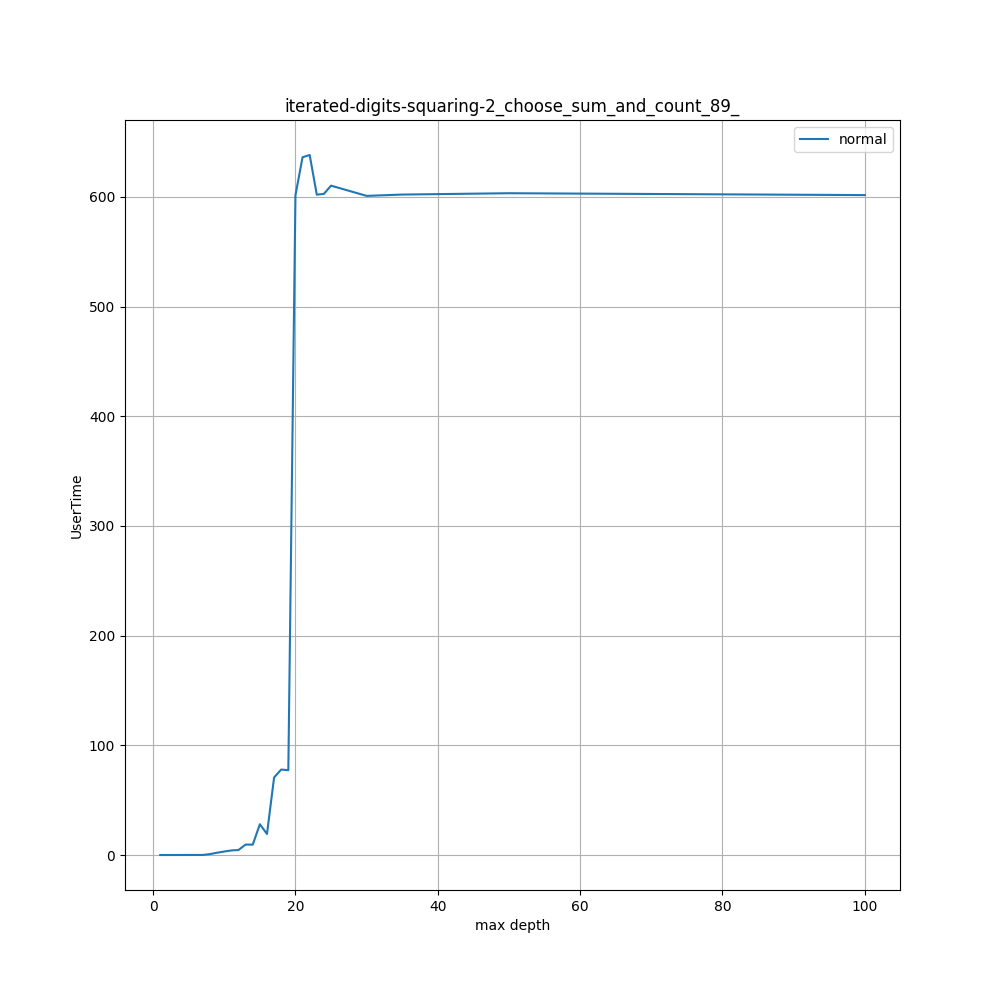 iterated-digits-squaring-2_choose_sum_and_count_89_
normal
600
500
400
300
200
100
0
UserTime
0 20 40 60 80 100
max depth